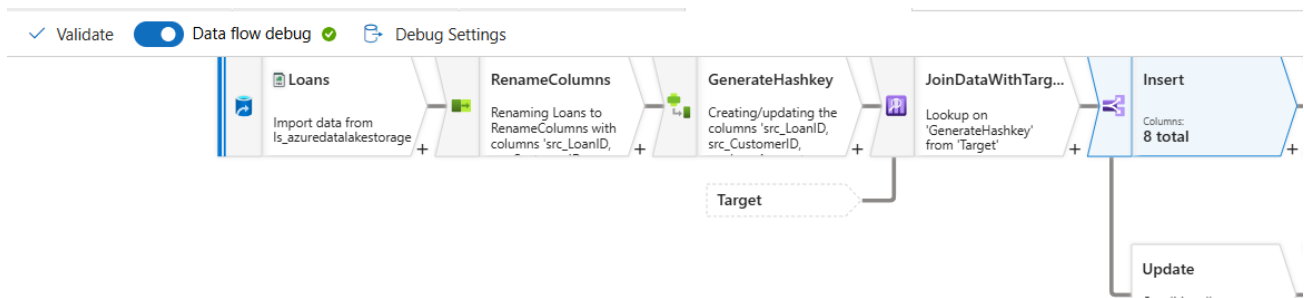 Validate
Data flow debug
Debug Settings
Loans
Import data from
ls_azuredatalakestorage
RenameColumns
Renaming Loans to
RenameColumns with
columns 'src_LoanID,
GenerateHashkey
Creating/updating the
columns 'src_LoanID,
src_CustomerID,
JoinDataWithTarg...
Lookup on
'GenerateHashkey'
from 'Target'
Insert
Columns:
8 total
Target
Update